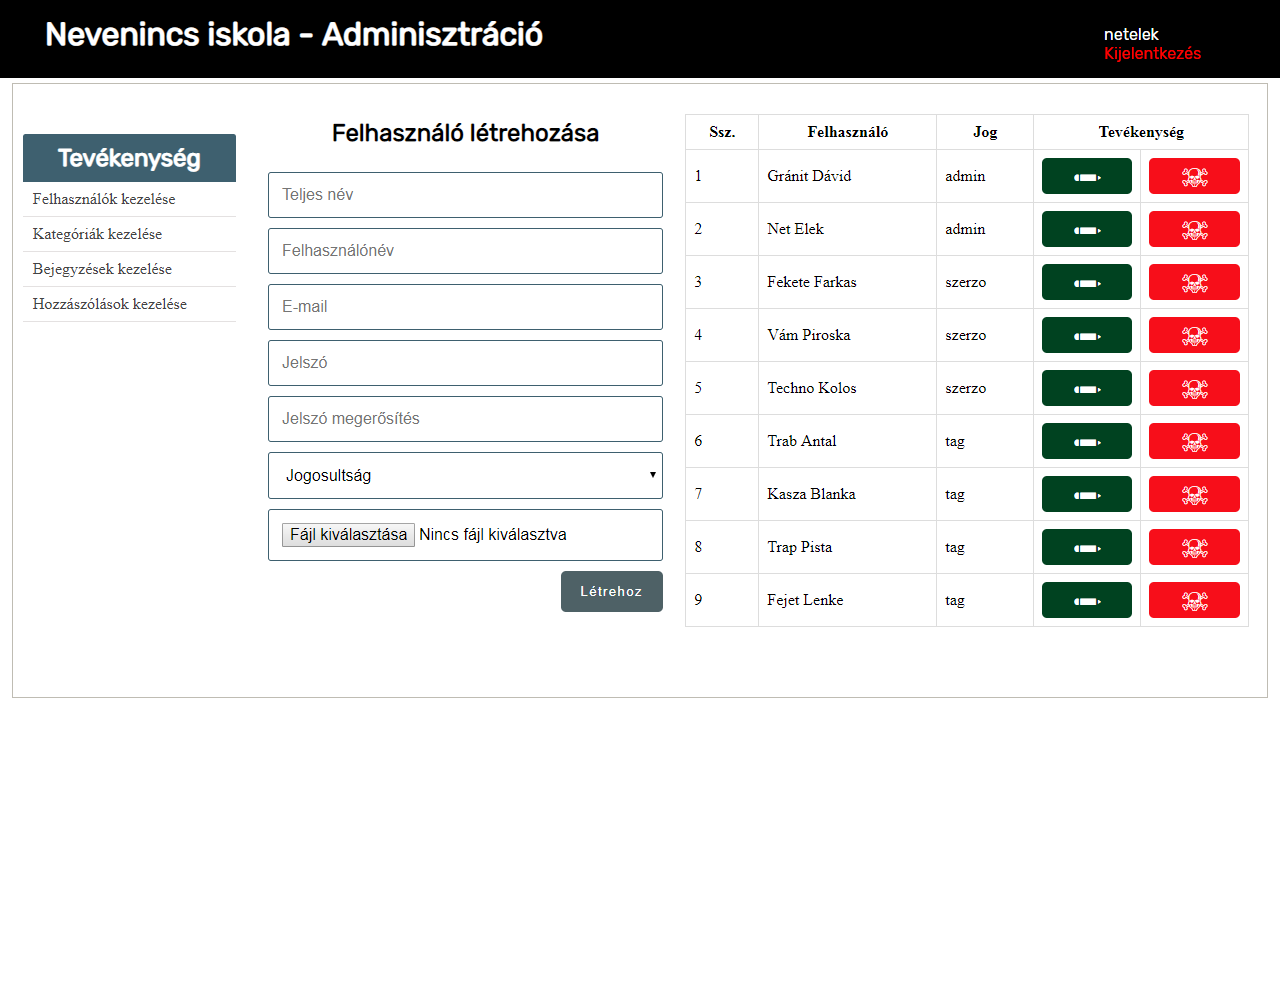 Nevenincs iskola - Adminisztráció
netelek
Kijelentkezés
Tevékenység
Felhasználók kezelése
Kategóriák kezelése
Bejegyzések kezelése
Hozzászólások kezelése
Felhasználó létrehozása
Teljes név
Felhasználónév
E-mail
Jelszó
Jelszó megerősítés
Jogosultság
Fájl kiválasztása Nincs fájl kiválasztva
Létrehoz
Ssz. Felhasználó Jog Tevékenység
1 Gránit Dávid admin
2 Net Elek admin
3 Fekete Farkas szerzo
4 Vám Piroska szerzo
5 Techno Kolos szerzo
6 Trab Antal tag
7 Kasza Blanka tag
8 Trap Pista tag
9 Fejet Lenke tag